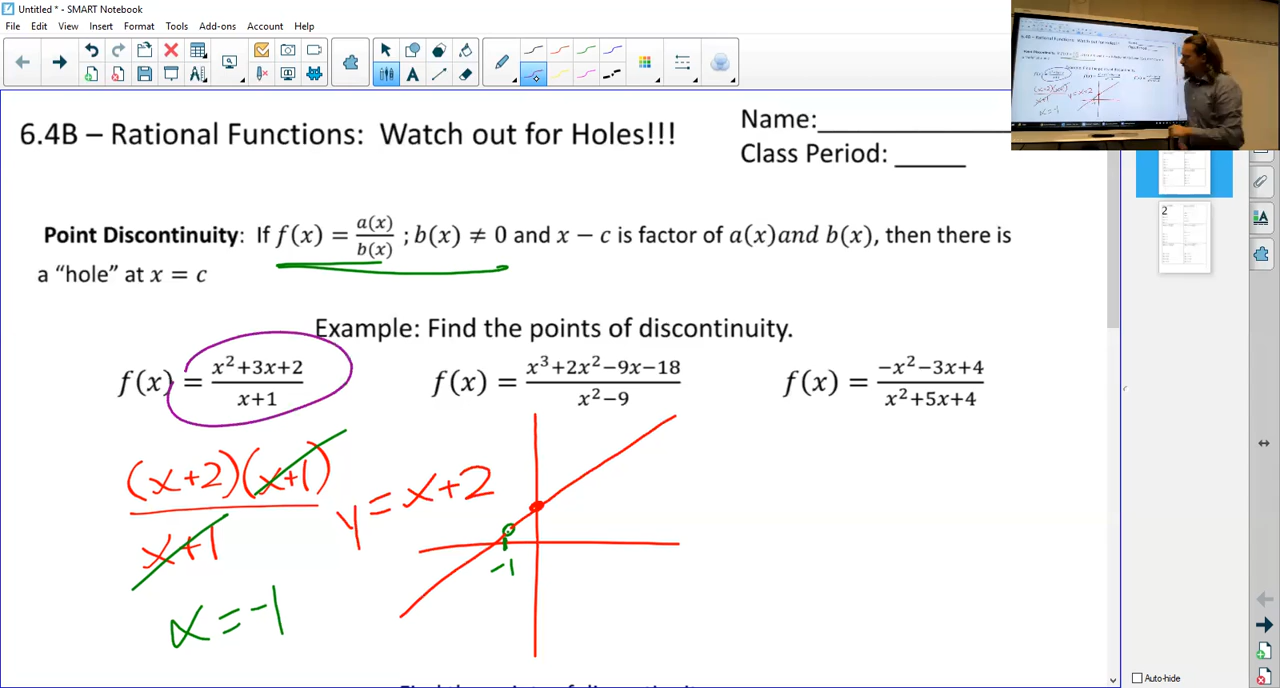 Untitled * - SMART Notebook
File Edit View Insert Format Tools Add-ons Account Help
6.4B – Rational Functions: Watch out for Holes!!!
Name:
Class Period:
Point Discontinuity: If f(x) = a(x)/b(x) ; b(x) ≠ 0 and x − c is factor of a(x)and b(x), then there is
a “hole” at x = c
Example: Find the points of discontinuity.
f(x) = x²+3x+2 / x+1 f(x) = x³+2x²−9x−18 / x²−9 f(x) = −x²−3x+4 / x²+5x+4
(x+2)(x+1)
x+1
y = x+2
-1
x = -1
2
Auto-hide